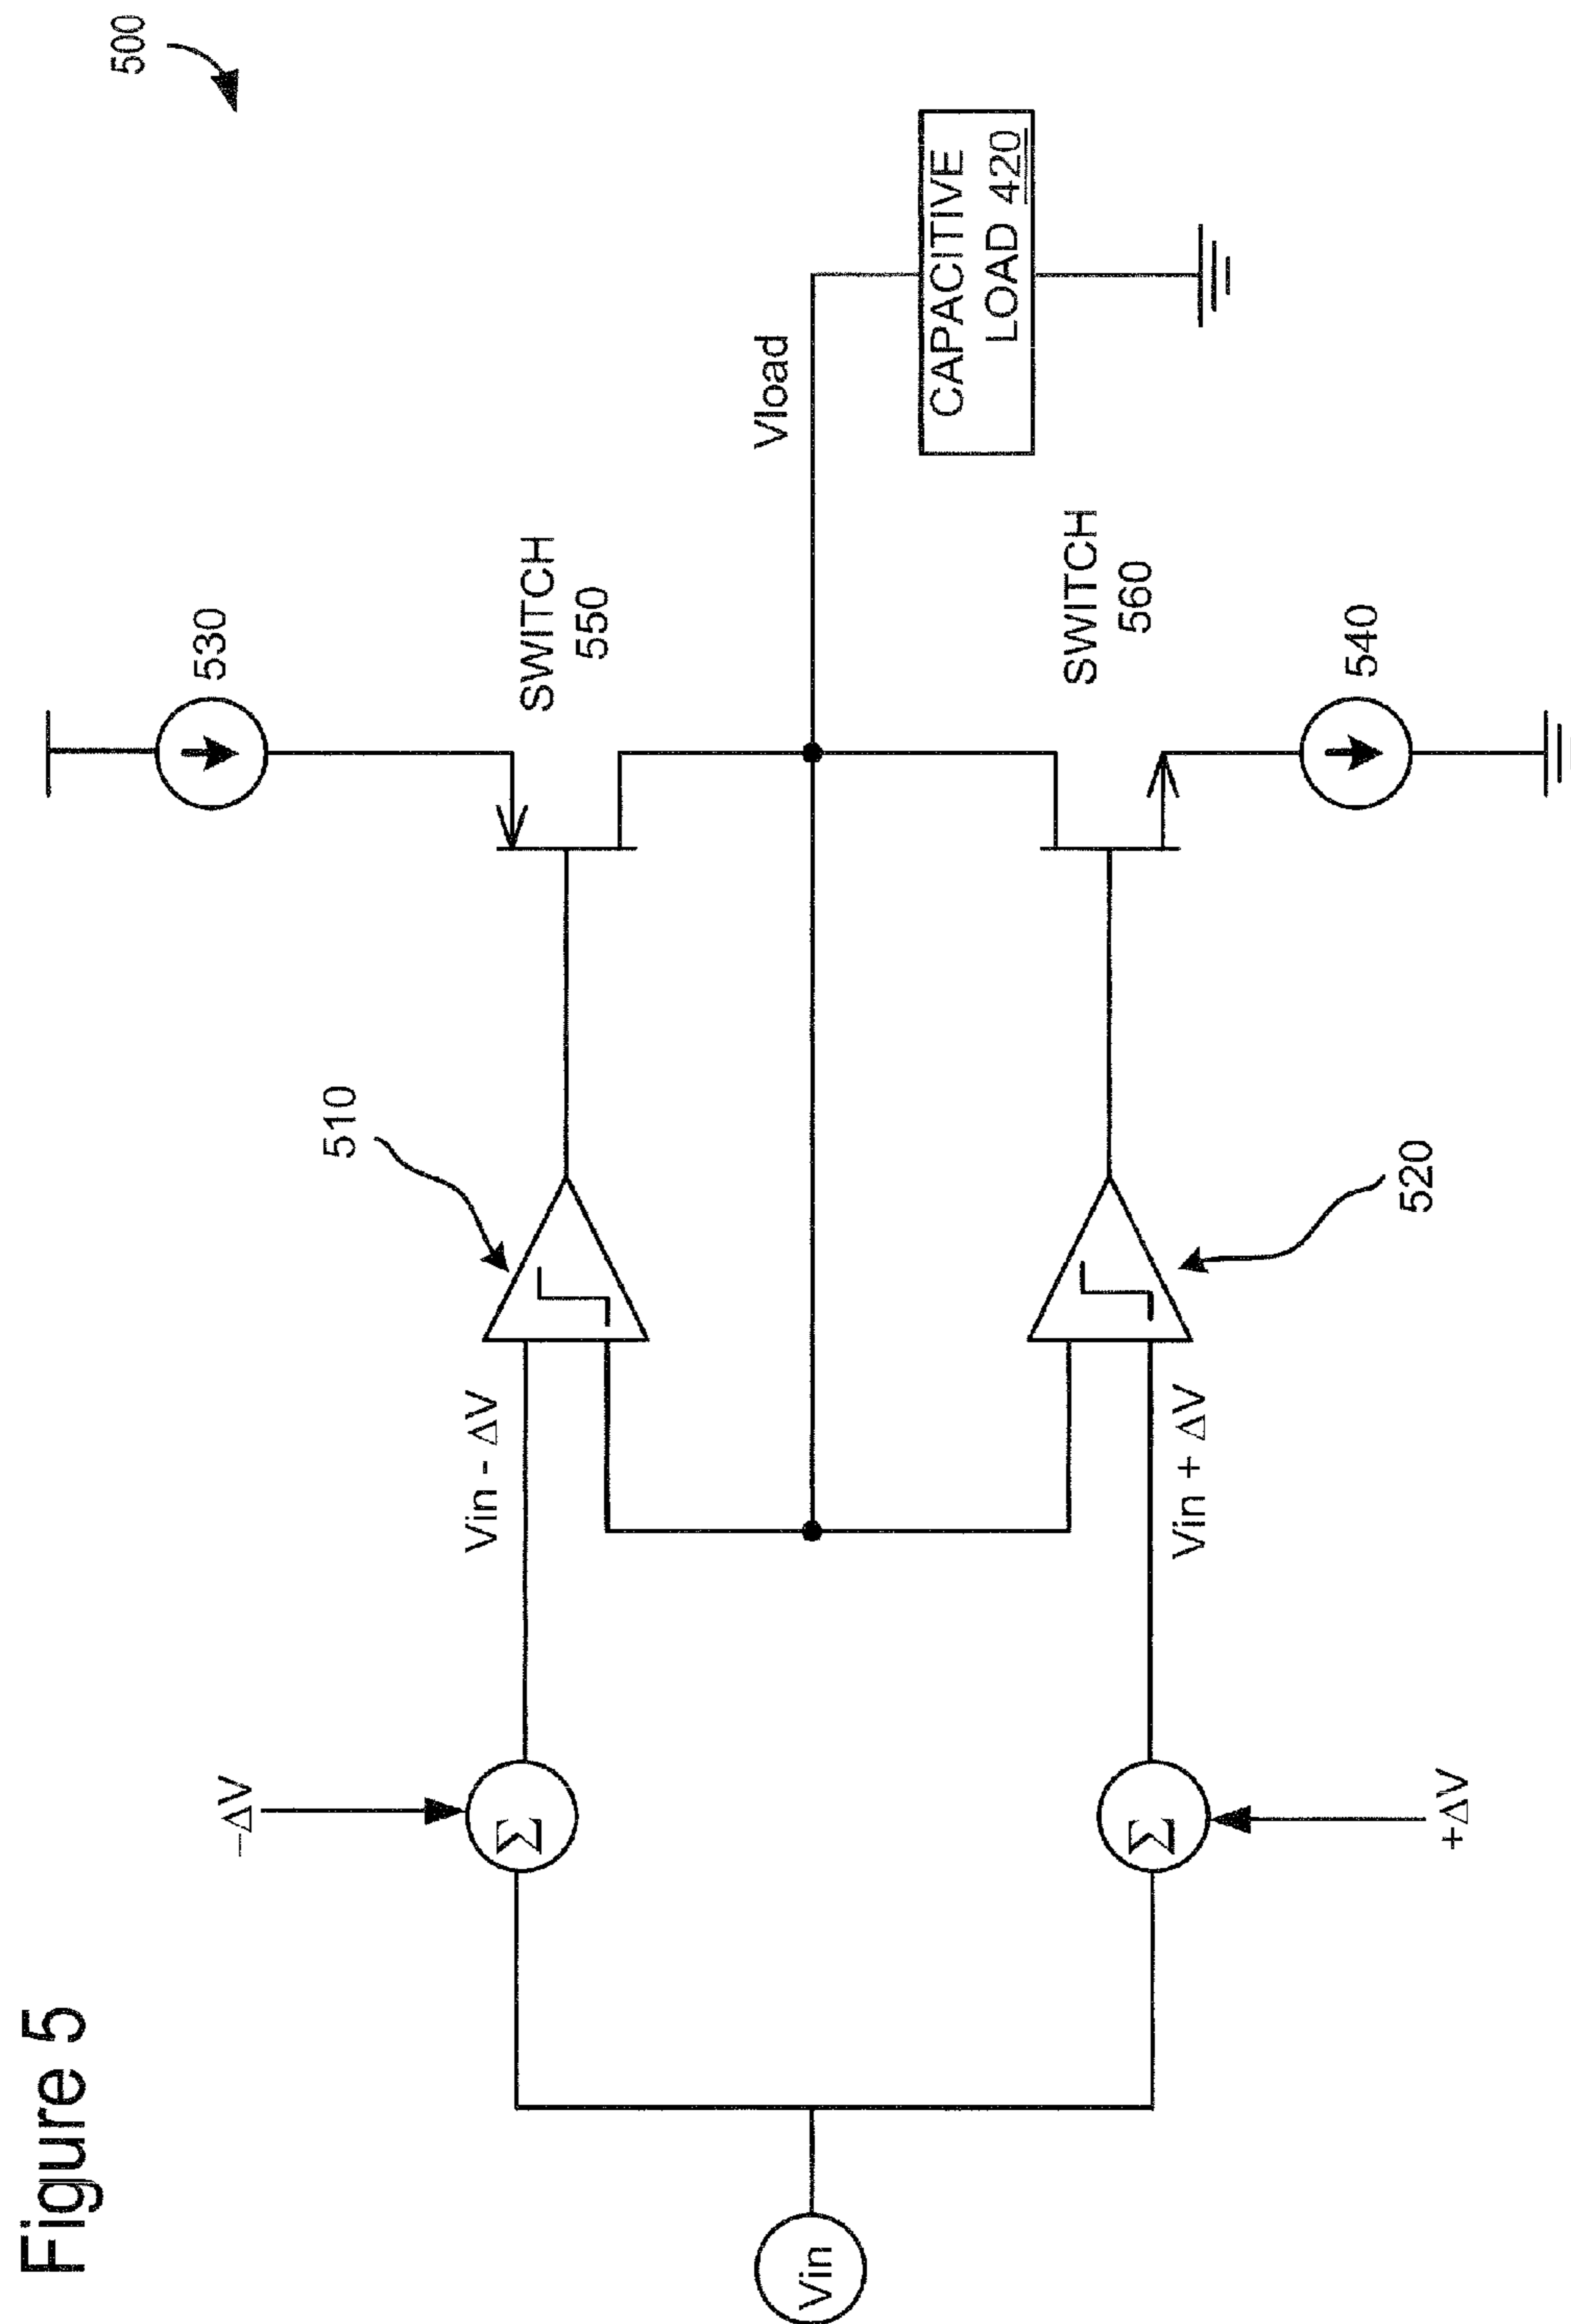 Figure 5
500
Vin
−ΔV
Σ
Vin - ΔV
510
530
SWITCH
550
Vload
CAPACITIVE
LOAD 420
+ΔV
Σ
Vin + ΔV
520
SWITCH
560
540